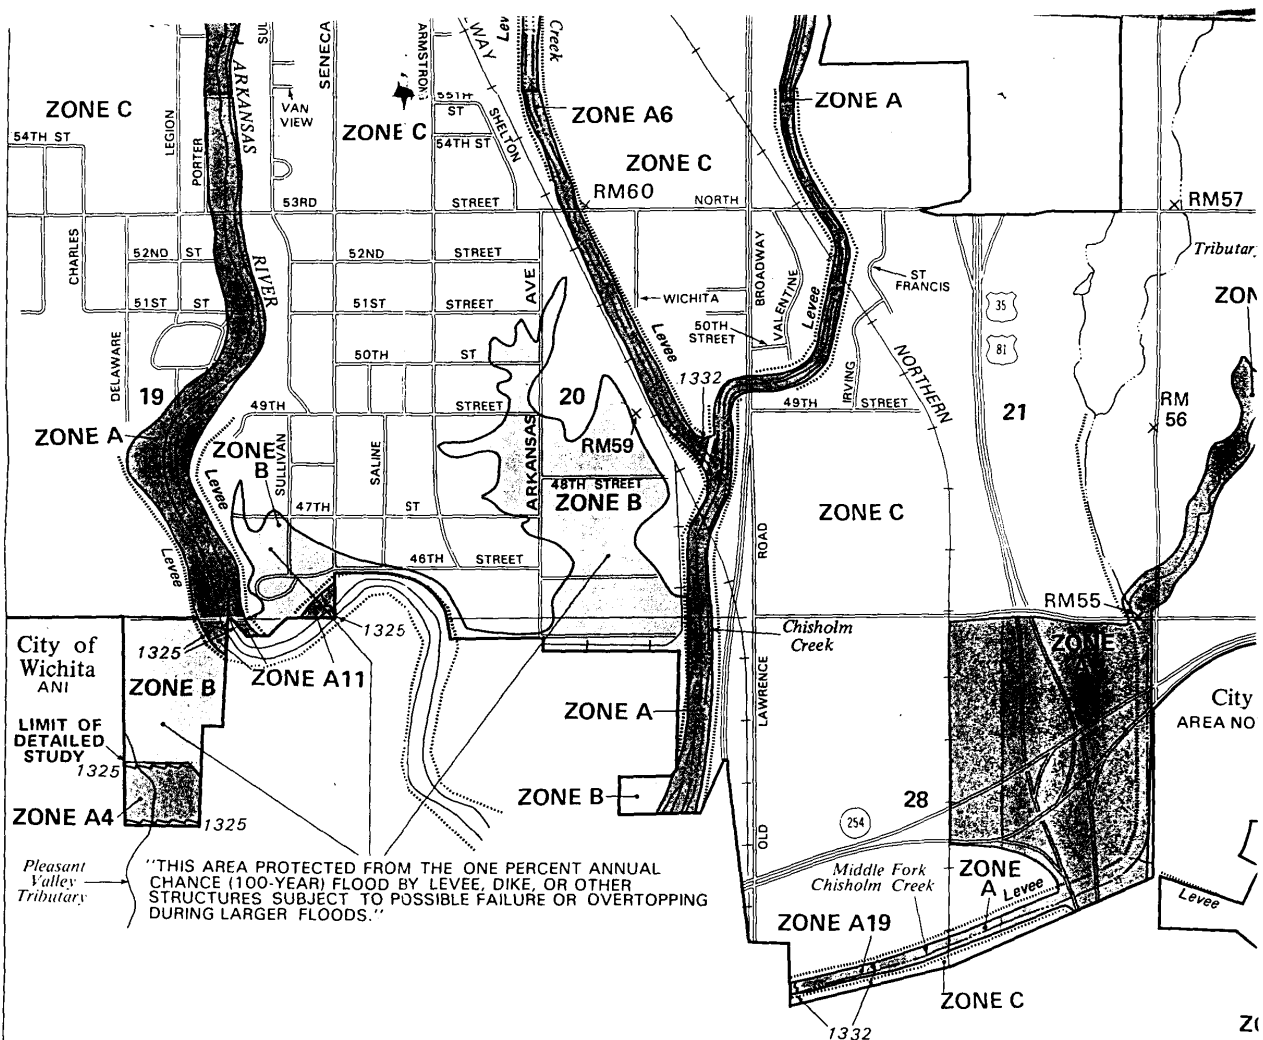 ZONE C
54TH ST
LEGION
PORTER
ARKANSAS
RIVER
VAN
VIEW
SENECA
ZONE C
ARMSTRONG
WAY
ST
54TH ST
SHELTON
Creek
ZONE A6
ZONE C
ZONE A
RM60
RM57
53RD
STREET
NORTH
CHARLES
52ND ST
52ND
STREET
51ST ST
51ST
STREET
AVE
WICHITA
BROADWAY
VALENTINE
Levee
ST
FRANCIS
35
81
50TH
STREET
Levee
DELAWARE
50TH
ST
1332
NORTHERN
IRVING
19
49TH
STREET
20
49TH
STREET
21
RM
56
ZONE A
ZONE
B
SULLIVAN
SALINE
ARKANSAS
RM59
Levee
48TH STREET
ZONE B
47TH
ST
ZONE C
ROAD
Levee
46TH
STREET
RM55
City of
Wichita
ANI
1325
1325
Chisholm
Creek
ZONE
ZONE B
ZONE A11
LAWRENCE
ZONE A
City
AREA NO
LIMIT OF
DETAILED
STUDY
1325
ZONE B
28
ZONE A4
1325
254
OLD
Pleasant
Valley
Tributary
"THIS AREA PROTECTED FROM THE ONE PERCENT ANNUAL
CHANCE (100-YEAR) FLOOD BY LEVEE, DIKE, OR OTHER
STRUCTURES SUBJECT TO POSSIBLE FAILURE OR OVERTOPPING
DURING LARGER FLOODS."
Middle Fork
Chisholm Creek
ZONE
A
Levee
Levee
ZONE A19
ZONE C
1332